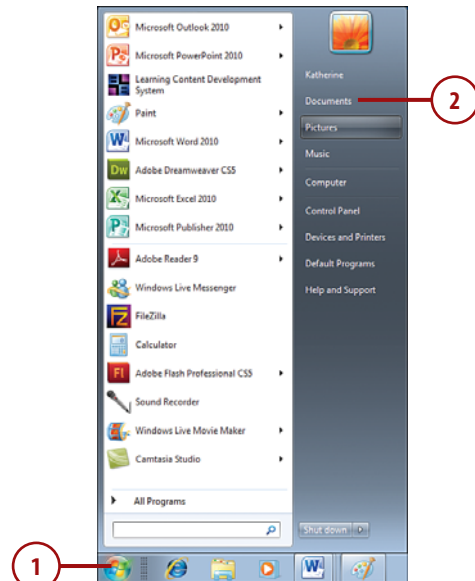 Microsoft Outlook 2010
Microsoft PowerPoint 2010
Learning Content Development
System
Paint
Microsoft Word 2010
Adobe Dreamweaver CS5
Microsoft Excel 2010
Microsoft Publisher 2010
Adobe Reader 9
Windows Live Messenger
FileZilla
Calculator
Adobe Flash Professional CS5
Sound Recorder
Windows Live Movie Maker
Camtasia Studio
All Programs
Katherine
Documents
2
Pictures
Music
Computer
Control Panel
Devices and Printers
Default Programs
Help and Support
Shut down
1